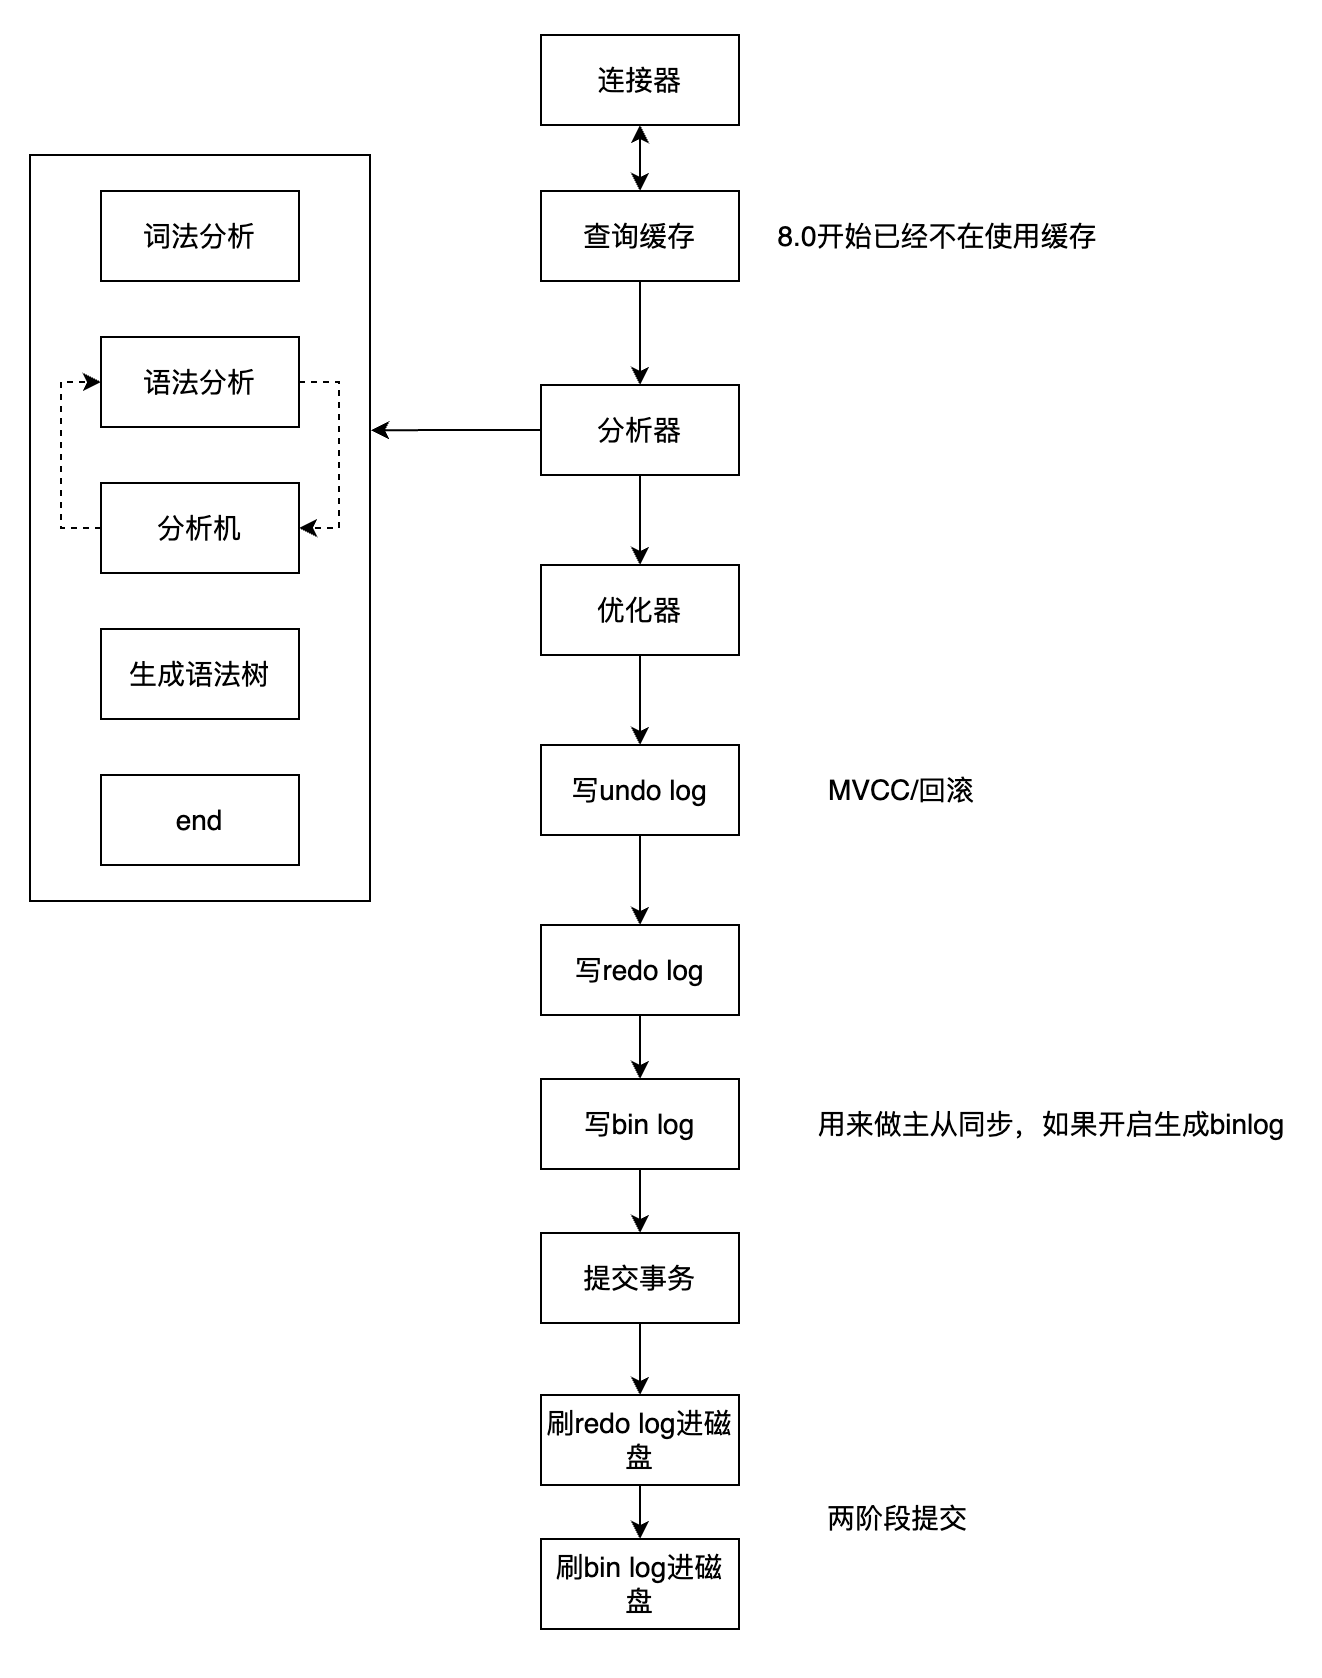 连接器
词法分析
查询缓存
8.0开始已经不在使用缓存
语法分析
分析器
分析机
优化器
生成语法树
写undo log
MVCC/回滚
end
写redo log
写bin log
用来做主从同步，如果开启生成binlog
提交事务
刷redo log进磁
盘
两阶段提交
刷bin log进磁
盘